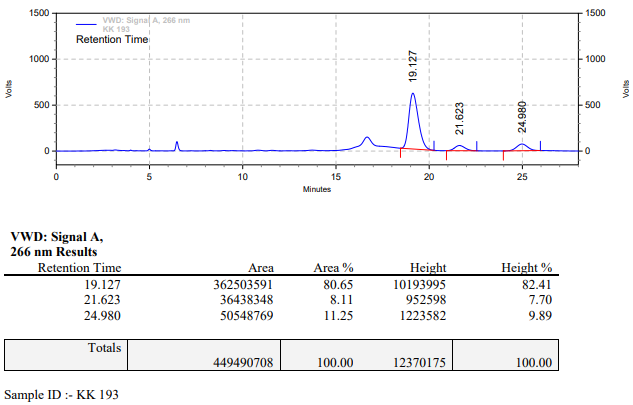 VWD: Signal A, 266 nm
KK 193
Retention Time
1500
1000
500
0
Volts
1500
1000
500
0
Volts
19.127
21.623
24.980
0 5 10 15 20 25
Minutes
VWD: Signal A,
266 nm Results
Retention Time Area Area % Height Height %
19.127 362503591 80.65 10193995 82.41
21.623 36438348 8.11 952598 7.70
24.980 50548769 11.25 1223582 9.89
Totals
449490708 100.00 12370175 100.00
Sample ID :- KK 193